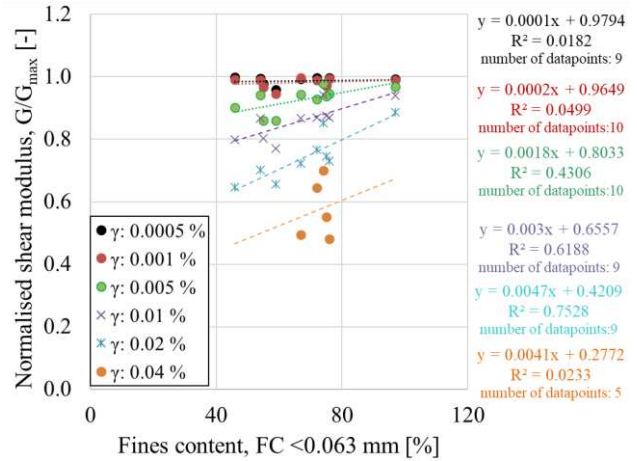 1.2
1.0
0.8
0.6
0.4
0.2
0.0
Normalised shear modulus, G/Gmax [-]
γ: 0.0005 %
γ: 0.001 %
γ: 0.005 %
γ: 0.01 %
γ: 0.02 %
γ: 0.04 %
0 40 80 120
Fines content, FC <0.063 mm [%]
y = 0.0001x + 0.9794
R² = 0.0182
number of datapoints: 9
y = 0.0002x + 0.9649
R² = 0.0499
number of datapoints:10
y = 0.0018x + 0.8033
R² = 0.4306
number of datapoints:10
y = 0.003x + 0.6557
R² = 0.6188
number of datapoints: 9
y = 0.0047x + 0.4209
R² = 0.7528
number of datapoints:9
y = 0.0041x + 0.2772
R² = 0.0233
number of datapoints: 5